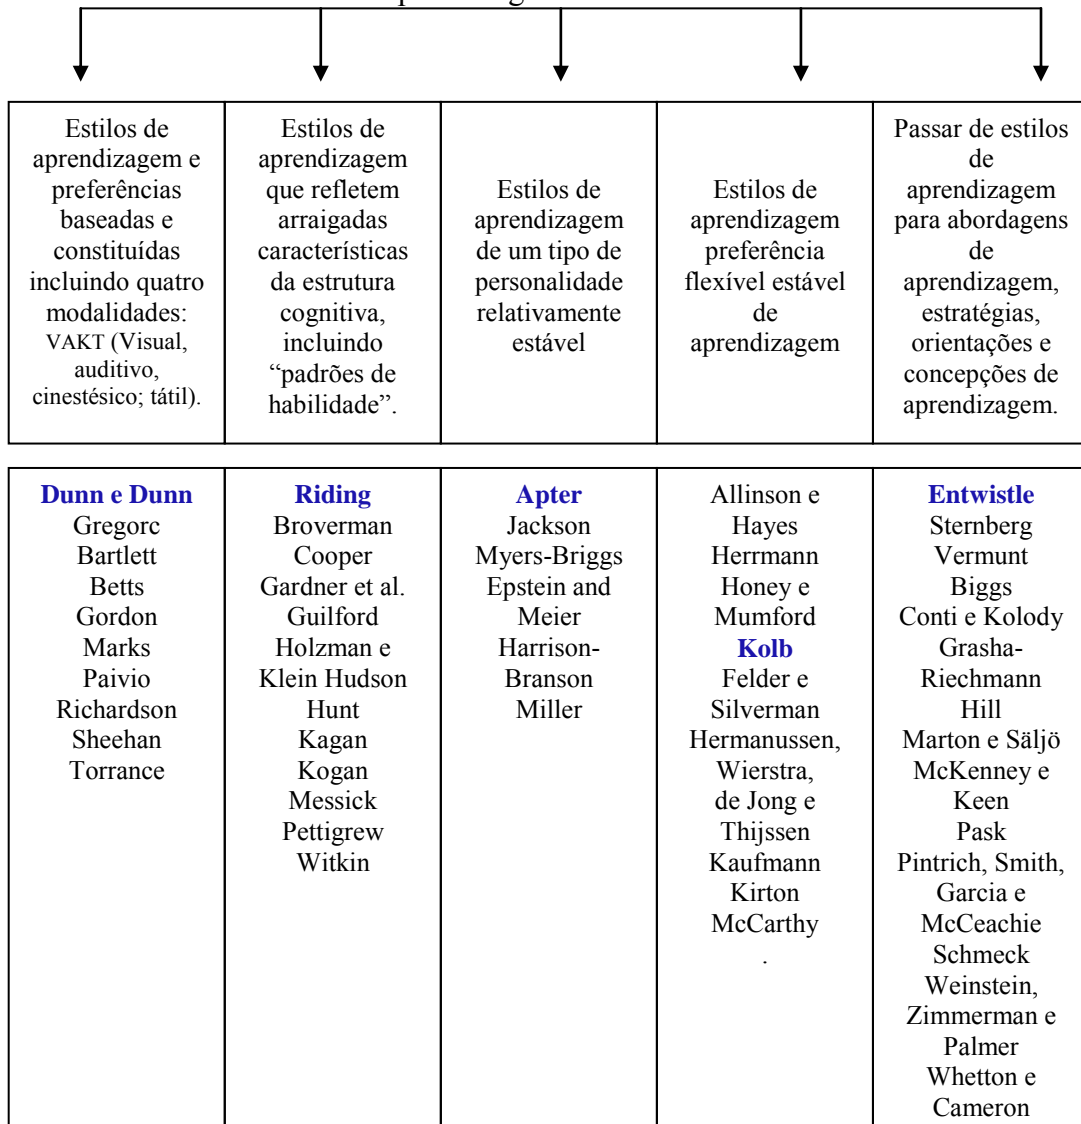 Estilos de
aprendizagem e
preferências
baseadas e
constituídas
incluindo quatro
modalidades:
VAKT (Visual,
auditivo,
cinestésico; tátil).
Estilos de
aprendizagem
que refletem
arraigadas
características
da estrutura
cognitiva,
incluindo
“padrões de
habilidade”.
Estilos de
aprendizagem
de um tipo de
personalidade
relativamente
estável
Estilos de
aprendizagem
preferência
flexível estável
de
aprendizagem
Passar de estilos
de
aprendizagem
para abordagens
de
aprendizagem,
estratégias,
orientações e
concepções de
aprendizagem.
Dunn e Dunn
Gregorc
Bartlett
Betts
Gordon
Marks
Paivio
Richardson
Sheehan
Torrance
Riding
Broverman
Cooper
Gardner et al.
Guilford
Holzman e
Klein Hudson
Hunt
Kagan
Kogan
Messick
Pettigrew
Witkin
Apter
Jackson
Myers-Briggs
Epstein and
Meier
Harrison-
Branson
Miller
Allinson e
Hayes
Herrmann
Honey e
Mumford
Kolb
Felder e
Silverman
Hermanussen,
Wierstra,
de Jong e
Thijssen
Kaufmann
Kirton
McCarthy
.
Entwistle
Sternberg
Vermunt
Biggs
Conti e Kolody
Grasha-
Riechmann
Hill
Marton e Säljö
McKenney e
Keen
Pask
Pintrich, Smith,
Garcia e
McCeachie
Schmeck
Weinstein,
Zimmerman e
Palmer
Whetton e
Cameron